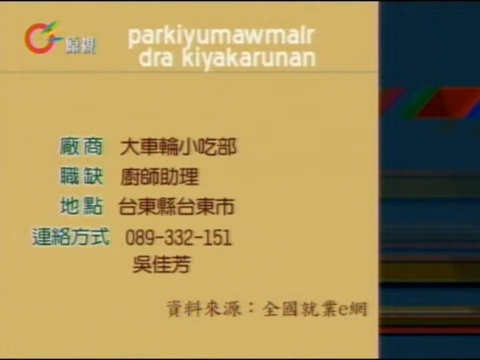 原視
parkiyumawmalr
dra kiyakarunan
廠商 大車輪小吃部
職缺 廚師助理
地點 台東縣台東市
連絡方式 089-332-151
吳佳芳
資料來源：全國就業e網